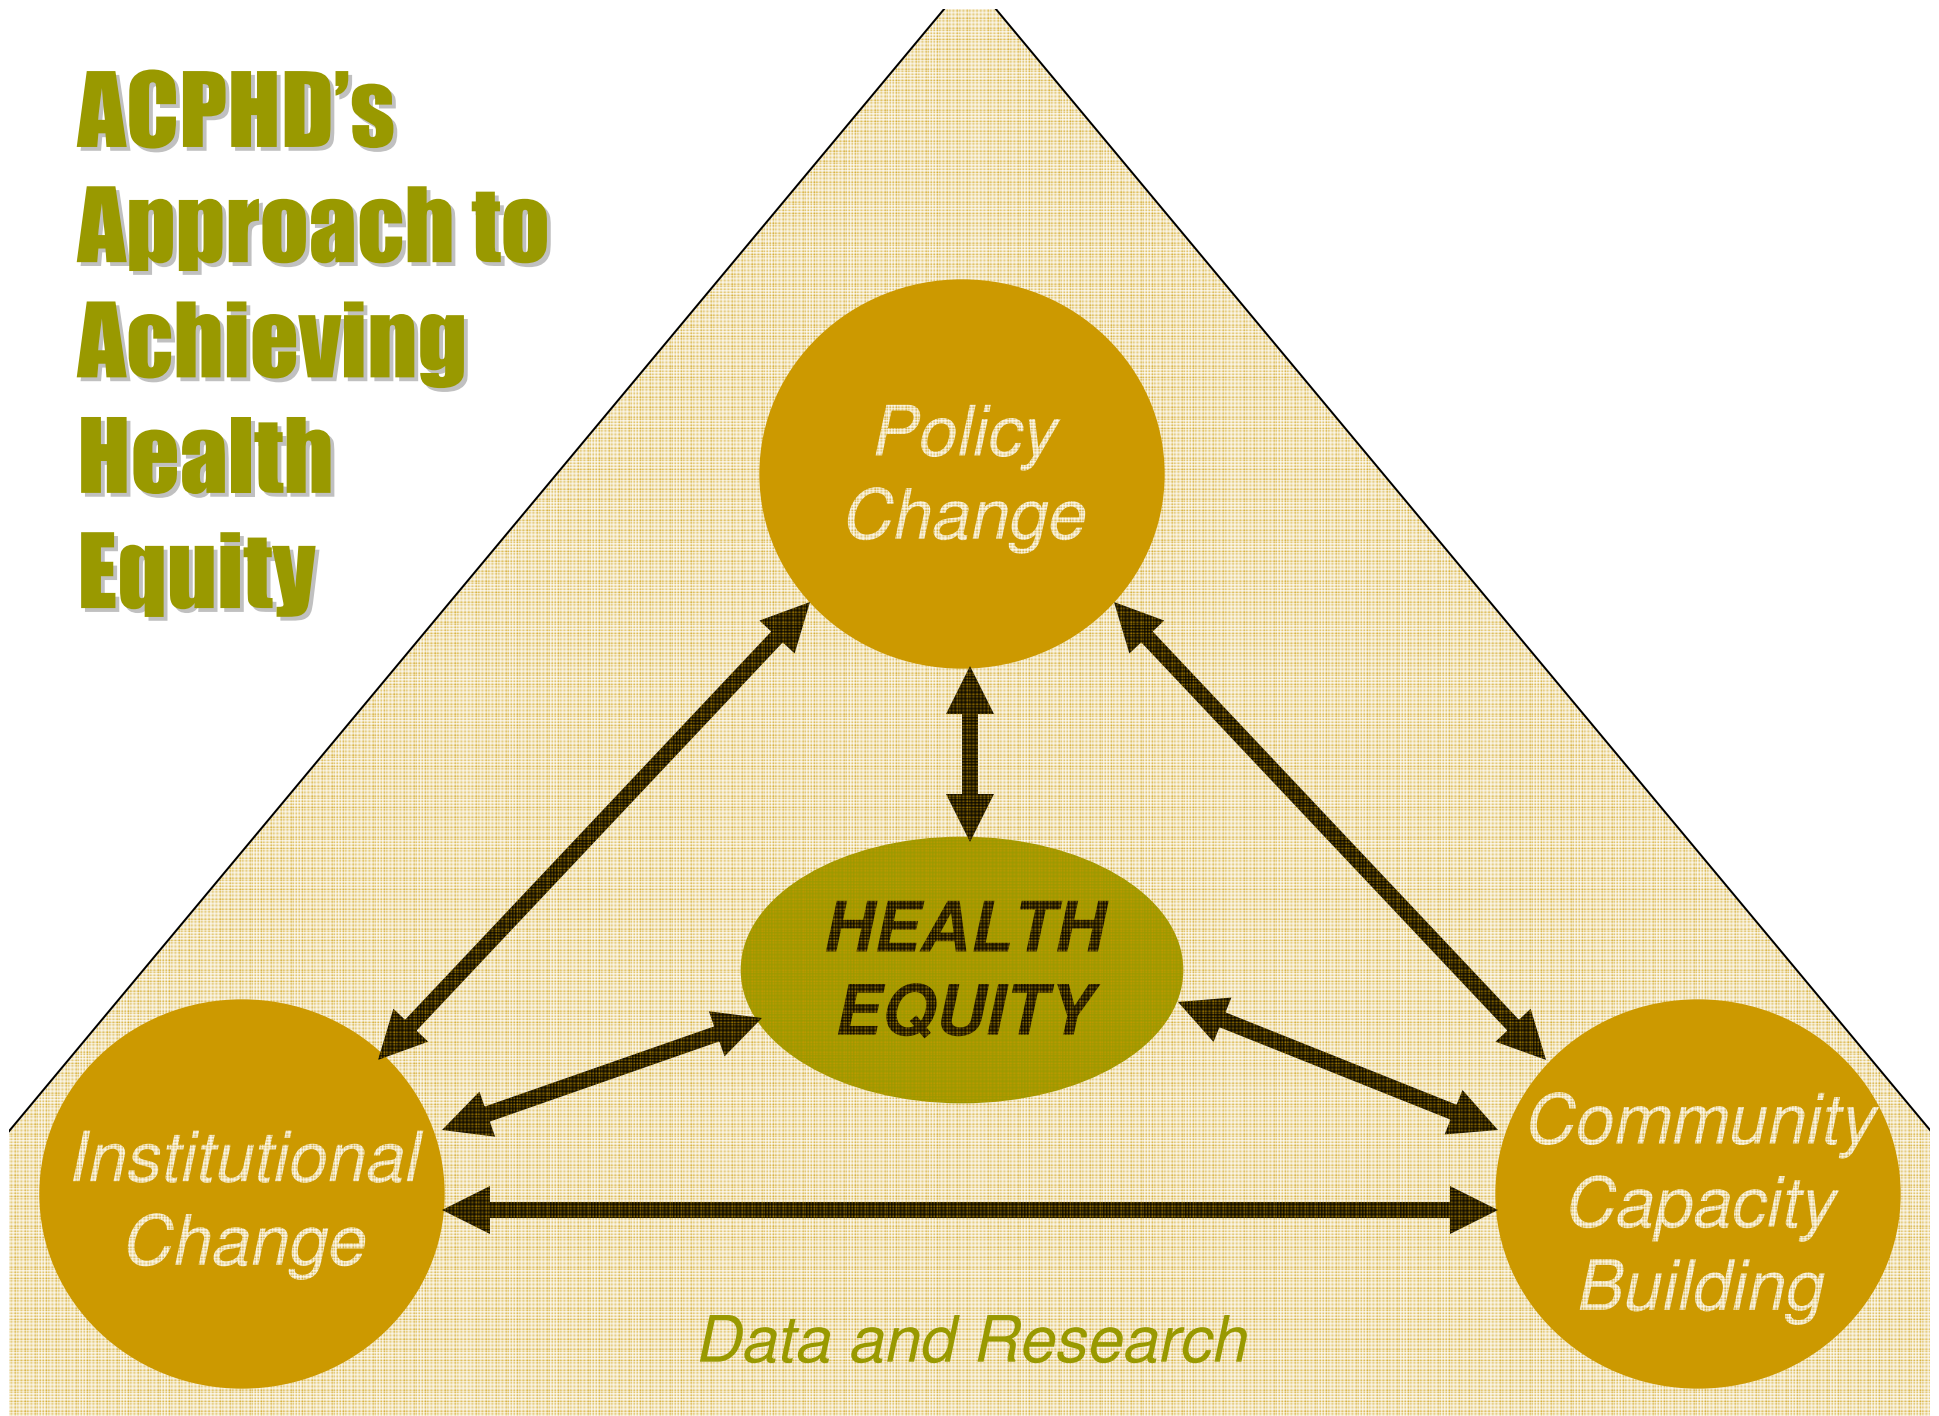 ACPHD’s
Approach to
Achieving
Health
Equity
Policy
Change
HEALTH
EQUITY
Institutional
Change
Community
Capacity
Building
Data and Research